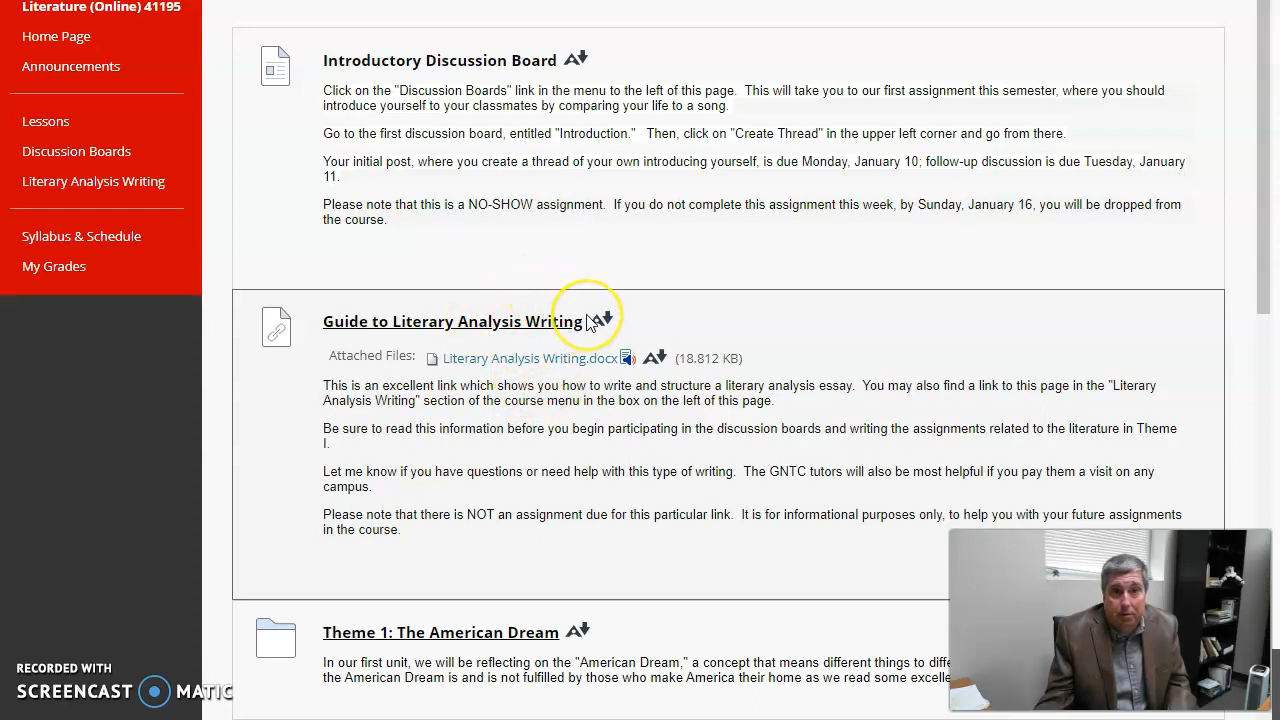 Literature (Online) 41195
Home Page
Announcements
Lessons
Discussion Boards
Literary Analysis Writing
Syllabus & Schedule
My Grades
Introductory Discussion Board
Click on the "Discussion Boards" link in the menu to the left of this page.  This will take you to our first assignment this semester, where you should
introduce yourself to your classmates by comparing your life to a song.
Go to the first discussion board, entitled "Introduction."   Then, click on "Create Thread" in the upper left corner and go from there.
Your initial post, where you create a thread of your own introducing yourself, is due Monday, January 10; follow-up discussion is due Tuesday, January
11.
Please note that this is a NO-SHOW assignment.  If you do not complete this assignment this week, by Sunday, January 16, you will be dropped from
the course.
Guide to Literary Analysis Writing
Attached Files: Literary Analysis Writing.docx (18.812 KB)
This is an excellent link which shows you how to write and structure a literary analysis essay.  You may also find a link to this page in the "Literary
Analysis Writing" section of the course menu in the box on the left of this page.
Be sure to read this information before you begin participating in the discussion boards and writing the assignments related to the literature in Theme
I.
Let me know if you have questions or need help with this type of writing.  The GNTC tutors will also be most helpful if you pay them a visit on any
campus.
Please note that there is NOT an assignment due for this particular link.  It is for informational purposes only, to help you with your future assignments
in the course.
Theme 1: The American Dream
In our first unit, we will be reflecting on the "American Dream," a concept that means different things to
the American Dream is and is not fulfilled by those who make America their home as we read some
RECORDED WITH
SCREENCAST MATIC